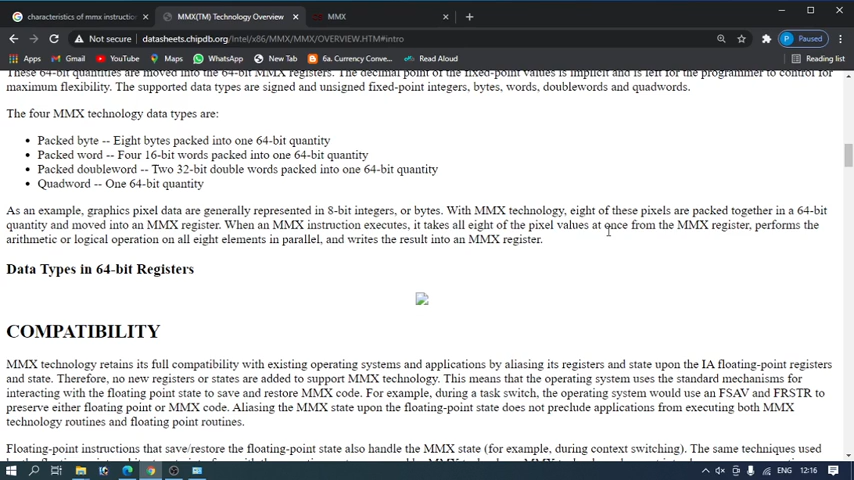 characteristics of mmx instructio
MMX(TM) Technology Overview
MMX
Not secure
datasheets.chipdb.org/Intel/x86/MMX/OVERVIEW.HTM#intro
Paused
Apps
Gmail
YouTube
Maps
WhatsApp
New Tab
6a. Currency Conve...
Read Aloud
Reading list
These 64-bit quantities are moved into the 64-bit MMX registers. The decimal point of the fixed-point values is implicit and is left for the programmer to control for
maximum flexibility. The supported data types are signed and unsigned fixed-point integers, bytes, words, doublewords and quadwords.
The four MMX technology data types are:
• Packed byte -- Eight bytes packed into one 64-bit quantity
• Packed word -- Four 16-bit words packed into one 64-bit quantity
• Packed doubleword -- Two 32-bit double words packed into one 64-bit quantity
• Quadword -- One 64-bit quantity
As an example, graphics pixel data are generally represented in 8-bit integers, or bytes. With MMX technology, eight of these pixels are packed together in a 64-bit
quantity and moved into an MMX register. When an MMX instruction executes, it takes all eight of the pixel values at once from the MMX register, performs the
arithmetic or logical operation on all eight elements in parallel, and writes the result into an MMX register.
Data Types in 64-bit Registers
COMPATIBILITY
MMX technology retains its full compatibility with existing operating systems and applications by aliasing its registers and state upon the IA floating-point registers
and state. Therefore, no new registers or states are added to support MMX technology. This means that the operating system uses the standard mechanisms for
interacting with the floating point state to save and restore MMX code. For example, during a task switch, the operating system would use an FSAV and FRSTR to
preserve either floating point or MMX code. Aliasing the MMX state upon the floating-point state does not preclude applications from executing both MMX
technology routines and floating point routines.
Floating-point instructions that save/restore the floating-point state also handle the MMX state (for example, during context switching). The same techniques used
ENG
12:16